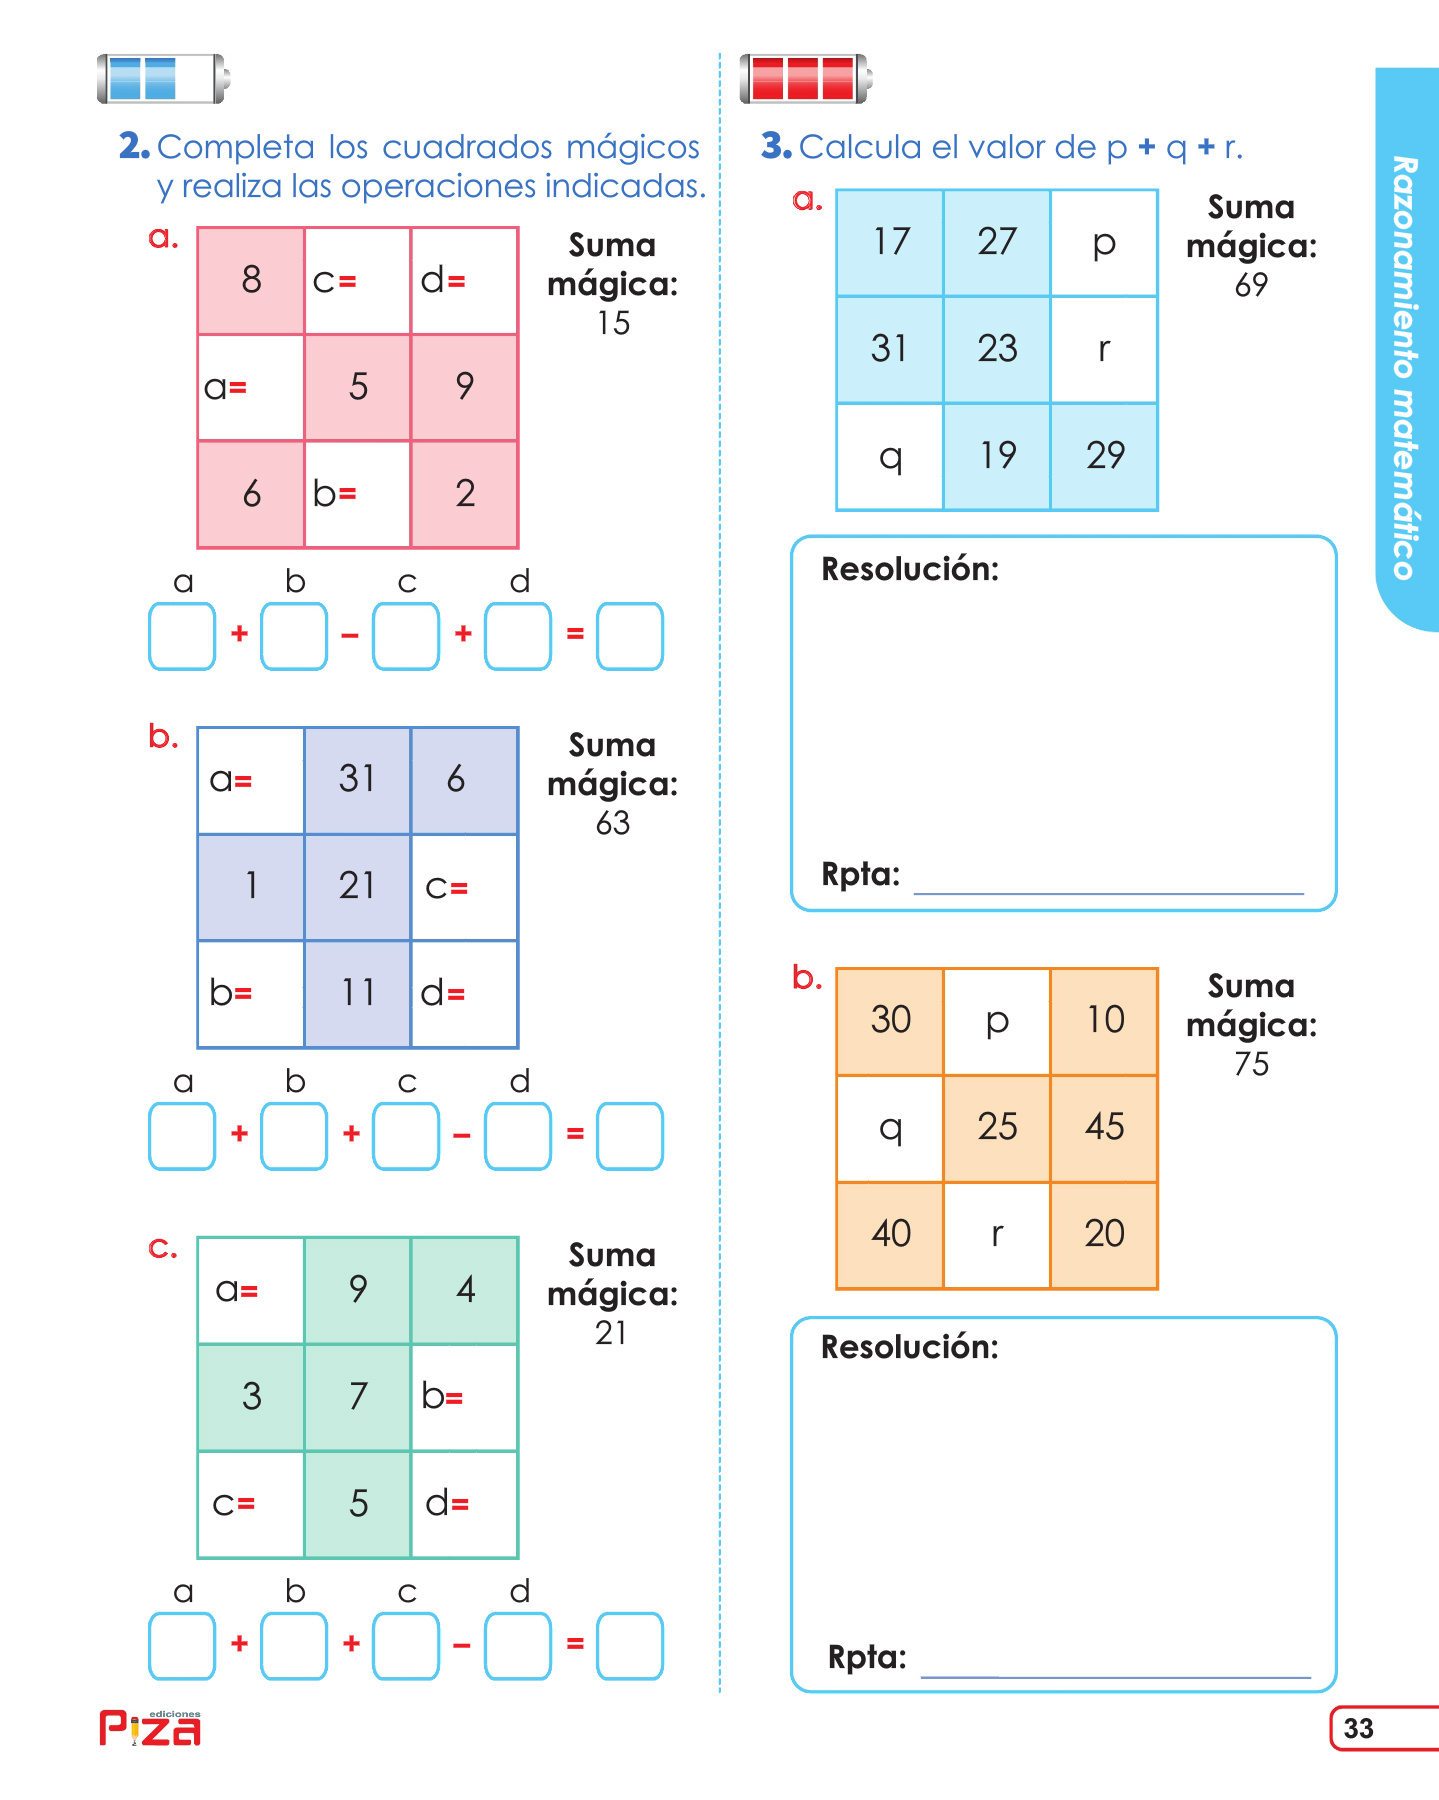 2. Completa los cuadrados mágicos
y realiza las operaciones indicadas.
a.
8 c= d=
a= 5 9
6 b= 2
Suma
mágica:
15
a b c d
+ - + =
b.
a= 31 6
1 21 c=
b= 11 d=
Suma
mágica:
63
a b c d
+ + - =
c.
a= 9 4
3 7 b=
c= 5 d=
Suma
mágica:
21
a b c d
+ + - =
ediciones
Piza
3. Calcula el valor de p + q + r.
a.
17 27 p
31 23 r
q 19 29
Suma
mágica:
69
Resolución:
Rpta:
b.
30 p 10
q 25 45
40 r 20
Suma
mágica:
75
Resolución:
Rpta:
Razonamiento matemático
33